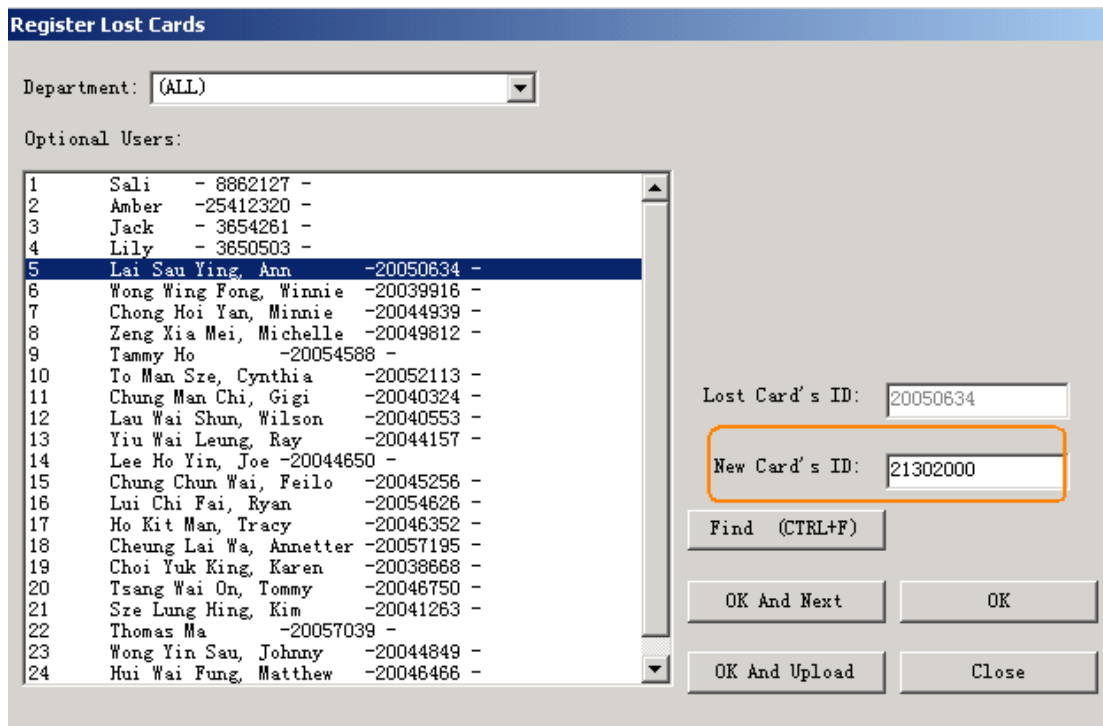 Register Lost Cards
Department: (ALL)
Optional Users:
1 Sali - 8862127 -
2 Amber -25412320 -
3 Jack - 3654261 -
4 Lily - 3650503 -
5 Lai Sau Ying, Ann -20050634 -
6 Wong Wing Fong, Winnie -20039916 -
7 Chong Hoi Yan, Minnie -20044939 -
8 Zeng Xia Mei, Michelle -20049812 -
9 Tammy Ho -20054588 -
10 To Man Sze, Cynthia -20052113 -
11 Chung Man Chi, Gigi -20040324 -
12 Lau Wai Shun, Wilson -20040553 -
13 Yiu Wai Leung, Ray -20044157 -
14 Lee Ho Yin, Joe -20044650 -
15 Chung Chun Wai, Feilo -20045256 -
16 Lui Chi Fai, Ryan -20054626 -
17 Ho Kit Man, Tracy -20046352 -
18 Cheung Lai Wa, Annetter -20057195 -
19 Choi Yuk King, Karen -20038668 -
20 Tsang Wai On, Tommy -20046750 -
21 Sze Lung Hing, Kim -20041263 -
22 Thomas Ma -20057039 -
23 Wong Yin Sau, Johnny -20044849 -
24 Hui Wai Fung, Matthew -20046466 -
Lost Card's ID: 20050634
New Card's ID: 21302000
Find (CTRL+F)
OK And Next OK
OK And Upload Close